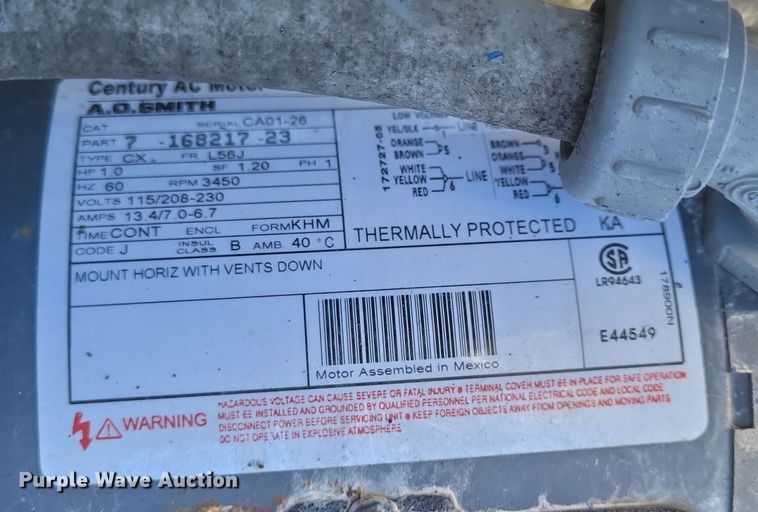 Century AC Motor
A.O.SMITH
CAT SERIAL CA01-26
PART 7 -168217-23
TYPE CX FR L56J
HP 1.0 SF 1.20 PH 1
HZ 60 RPM 3450
VOLTS 115/208-230
AMPS 13.4/7.0-6.7
TIME CONT ENCL FORM KHM
CODE J INSUL CLASS B AMB. 40 °C
LOW
YEL/BLK LINE
ORANGE
BROWN 5
WHITE
YELLOW LINE
RED 6
ORANGE
BROWN 5
WHITE
YELLOW
RED 6
172727-08
THERMALLY PROTECTED KA
MOUNT HORIZ WITH VENTS DOWN
Motor Assembled in Mexico
SA
LR94643
E44549
178900N
WARNING
HAZARDOUS VOLTAGE CAN CAUSE SEVERE OR FATAL INJURY • TERMINAL COVER MUST BE IN PLACE FOR SAFE OPERATION
MUST BE INSTALLED AND GROUNDED BY QUALIFIED PERSONNEL PER NATIONAL ELECTRICAL CODE AND LOCAL CODE
DISCONNECT POWER BEFORE SERVICING UNIT • KEEP FOREIGN OBJECTS AWAY FROM OPENINGS AND MOVING PARTS
DO NOT OPERATE IN EXPLOSIVE ATMOSPHERE
Purple Wave Auction